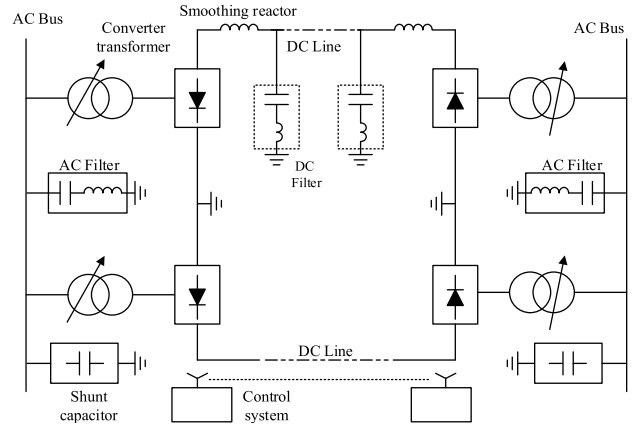 Smoothing reactor
AC Bus
Converter
transformer
DC Line
AC Bus
AC Filter
DC
Filter
AC Filter
DC Line
Shunt
capacitor
Control
system